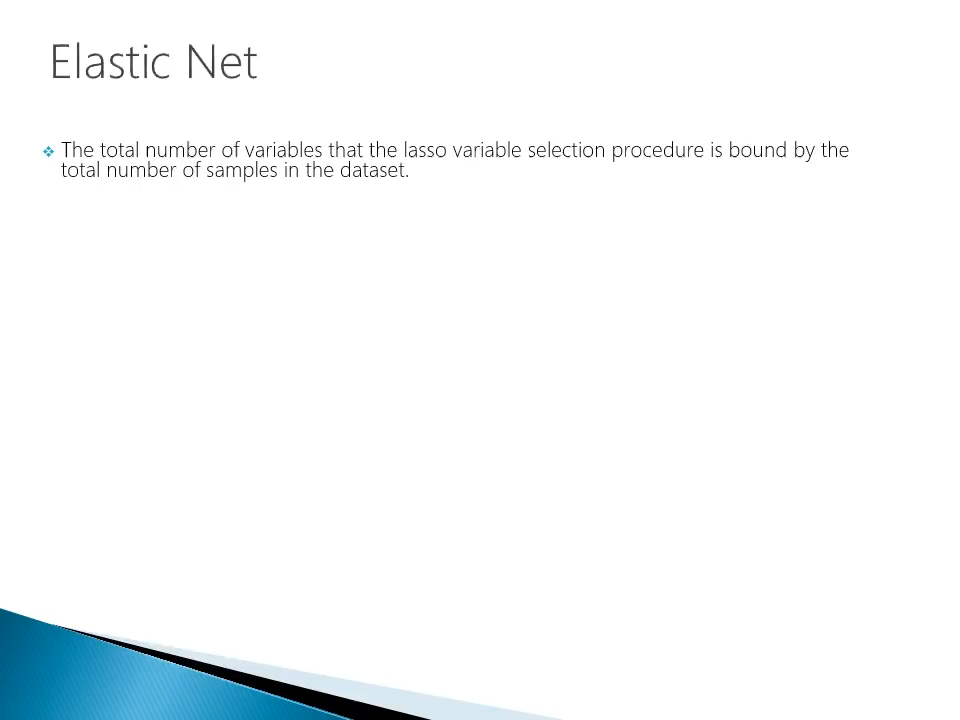 Elastic Net
The total number of variables that the lasso variable selection procedure is bound by the
total number of samples in the dataset.